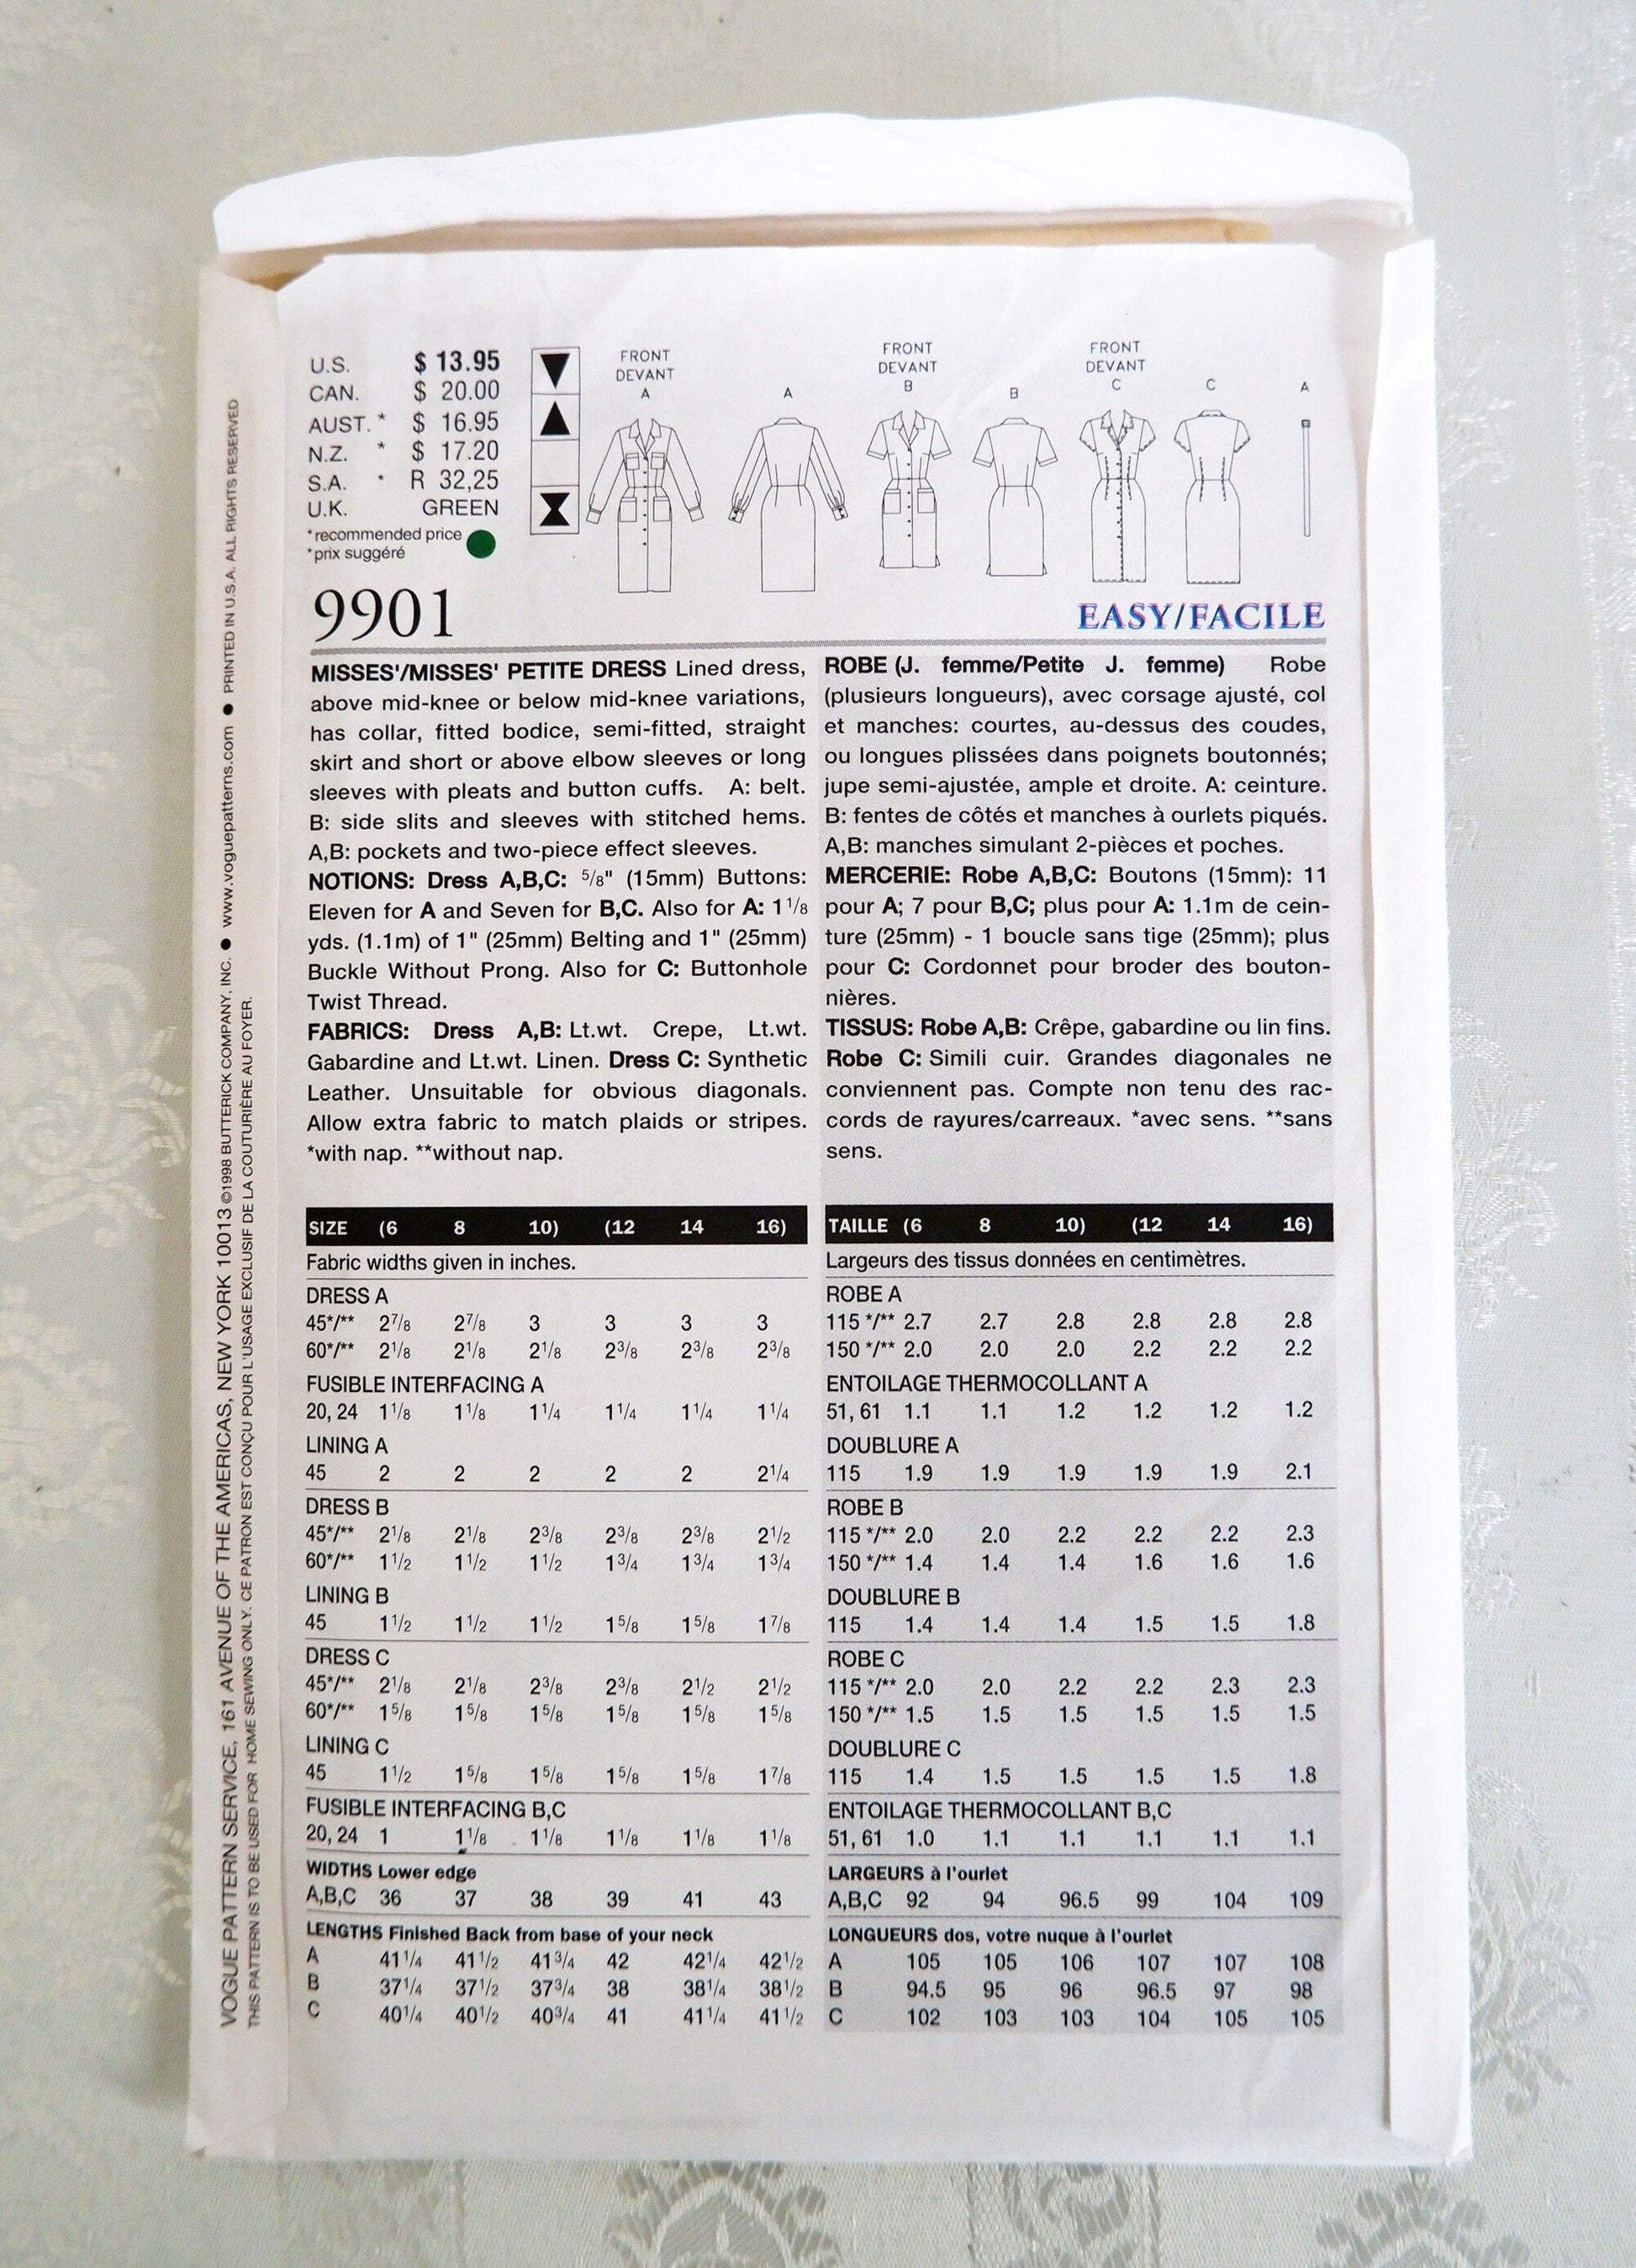 U.S. $ 13.95
CAN. $ 20.00
AUST. * $ 16.95
N.Z. * $ 17.20
S.A. * R 32,25
U.K. GREEN
*recommended price
*prix suggéré
FRONT
DEVANT
A
A
FRONT
DEVANT
B
B
FRONT
DEVANT
C
C
A
9901
EASY/FACILE
MISSES'/MISSES' PETITE DRESS Lined dress,
above mid-knee or below mid-knee variations,
has collar, fitted bodice, semi-fitted, straight
skirt and short or above elbow sleeves or long
sleeves with pleats and button cuffs. A: belt.
B: side slits and sleeves with stitched hems.
A,B: pockets and two-piece effect sleeves.
NOTIONS: Dress A,B,C: 5/8" (15mm) Buttons:
Eleven for A and Seven for B,C. Also for A: 1 1/8
yds. (1.1m) of 1" (25mm) Belting and 1" (25mm)
Buckle Without Prong. Also for C: Buttonhole
Twist Thread.
FABRICS: Dress A,B: Lt.wt. Crepe, Lt.wt.
Gabardine and Lt.wt. Linen. Dress C: Synthetic
Leather. Unsuitable for obvious diagonals.
Allow extra fabric to match plaids or stripes.
*with nap. **without nap.
ROBE (J. femme/Petite J. femme) Robe
(plusieurs longueurs), avec corsage ajusté, col
et manches: courtes, au-dessus des coudes,
ou longues plissées dans poignets boutonnés;
jupe semi-ajustée, ample et droite. A: ceinture.
B: fentes de côtés et manches à ourlets piqués.
A,B: manches simulant 2-pièces et poches.
MERCERIE: Robe A,B,C: Boutons (15mm): 11
pour A; 7 pour B,C; plus pour A: 1.1m de cein-
ture (25mm) - 1 boucle sans tige (25mm); plus
pour C: Cordonnet pour broder des bouton-
nières.
TISSUS: Robe A,B: Crêpe, gabardine ou lin fins.
Robe C: Simili cuir. Grandes diagonales ne
conviennent pas. Compte non tenu des rac-
cords de rayures/carreaux. *avec sens. **sans
sens.
SIZE (6 8 10) (12 14 16)
Fabric widths given in inches.
DRESS A
45*/** 2 7/8 2 7/8 3 3 3 3
60*/** 2 1/8 2 1/8 2 1/8 2 3/8 2 3/8 2 3/8
FUSIBLE INTERFACING A
20, 24 1 1/8 1 1/8 1 1/4 1 1/4 1 1/4 1 1/4
LINING A
45 2 2 2 2 2 2 1/4
DRESS B
45*/** 2 1/8 2 1/8 2 3/8 2 3/8 2 3/8 2 1/2
60*/** 1 1/2 1 1/2 1 1/2 1 3/4 1 3/4 1 3/4
LINING B
45 1 1/2 1 1/2 1 1/2 1 5/8 1 5/8 1 7/8
DRESS C
45*/** 2 1/8 2 1/8 2 3/8 2 3/8 2 1/2 2 1/2
60*/** 1 5/8 1 5/8 1 5/8 1 5/8 1 5/8 1 5/8
LINING C
45 1 1/2 1 5/8 1 5/8 1 5/8 1 5/8 1 7/8
FUSIBLE INTERFACING B,C
20, 24 1 1 1/8 1 1/8 1 1/8 1 1/8 1 1/8
WIDTHS Lower edge
A,B,C 36 37 38 39 41 43
LENGTHS Finished Back from base of your neck
A 41 1/4 41 1/2 41 3/4 42 42 1/4 42 1/2
B 37 1/4 37 1/2 37 3/4 38 38 1/4 38 1/2
C 40 1/4 40 1/2 40 3/4 41 41 1/4 41 1/2
TAILLE (6 8 10) (12 14 16)
Largeurs des tissus données en centimètres.
ROBE A
115 */** 2.7 2.7 2.8 2.8 2.8 2.8
150 */** 2.0 2.0 2.0 2.2 2.2 2.2
ENTOILAGE THERMOCOLLANT A
51, 61 1.1 1.1 1.2 1.2 1.2 1.2
DOUBLURE A
115 1.9 1.9 1.9 1.9 1.9 2.1
ROBE B
115 */** 2.0 2.0 2.2 2.2 2.2 2.3
150 */** 1.4 1.4 1.4 1.6 1.6 1.6
DOUBLURE B
115 1.4 1.4 1.4 1.5 1.5 1.8
ROBE C
115 */** 2.0 2.0 2.2 2.2 2.3 2.3
150 */** 1.5 1.5 1.5 1.5 1.5 1.5
DOUBLURE C
115 1.4 1.5 1.5 1.5 1.5 1.8
ENTOILAGE THERMOCOLLANT B,C
51, 61 1.0 1.1 1.1 1.1 1.1 1.1
LARGEURS à l'ourlet
A,B,C 92 94 96.5 99 104 109
LONGUEURS dos, votre nuque à l'ourlet
A 105 105 106 107 107 108
B 94.5 95 96 96.5 97 98
C 102 103 103 104 105 105
VOGUE PATTERN SERVICE, 161 AVENUE OF THE AMERICAS, NEW YORK 10013 ©1998 BUTTERICK COMPANY, INC. ● www.voguepatterns.com ● PRINTED IN U.S.A. ALL RIGHTS RESERVED
THIS PATTERN IS TO BE USED FOR HOME SEWING ONLY. CE PATRON EST CONÇU POUR L'USAGE EXCLUSIF DE LA COUTURIÈRE AU FOYER.